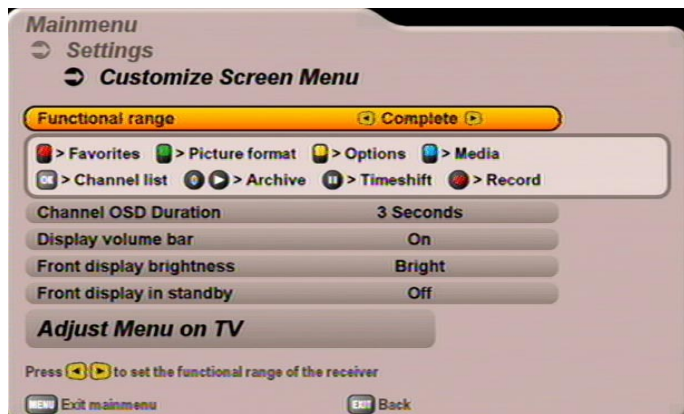 Mainmenu
Settings
Customize Screen Menu
Functional range Complete
> Favorites > Picture format > Options > Media
OK > Channel list > Archive > Timeshift > Record
Channel OSD Duration 3 Seconds
Display volume bar On
Front display brightness Bright
Front display in standby Off
Adjust Menu on TV
Press to set the functional range of the receiver
MENU Exit mainmenu EXIT Back